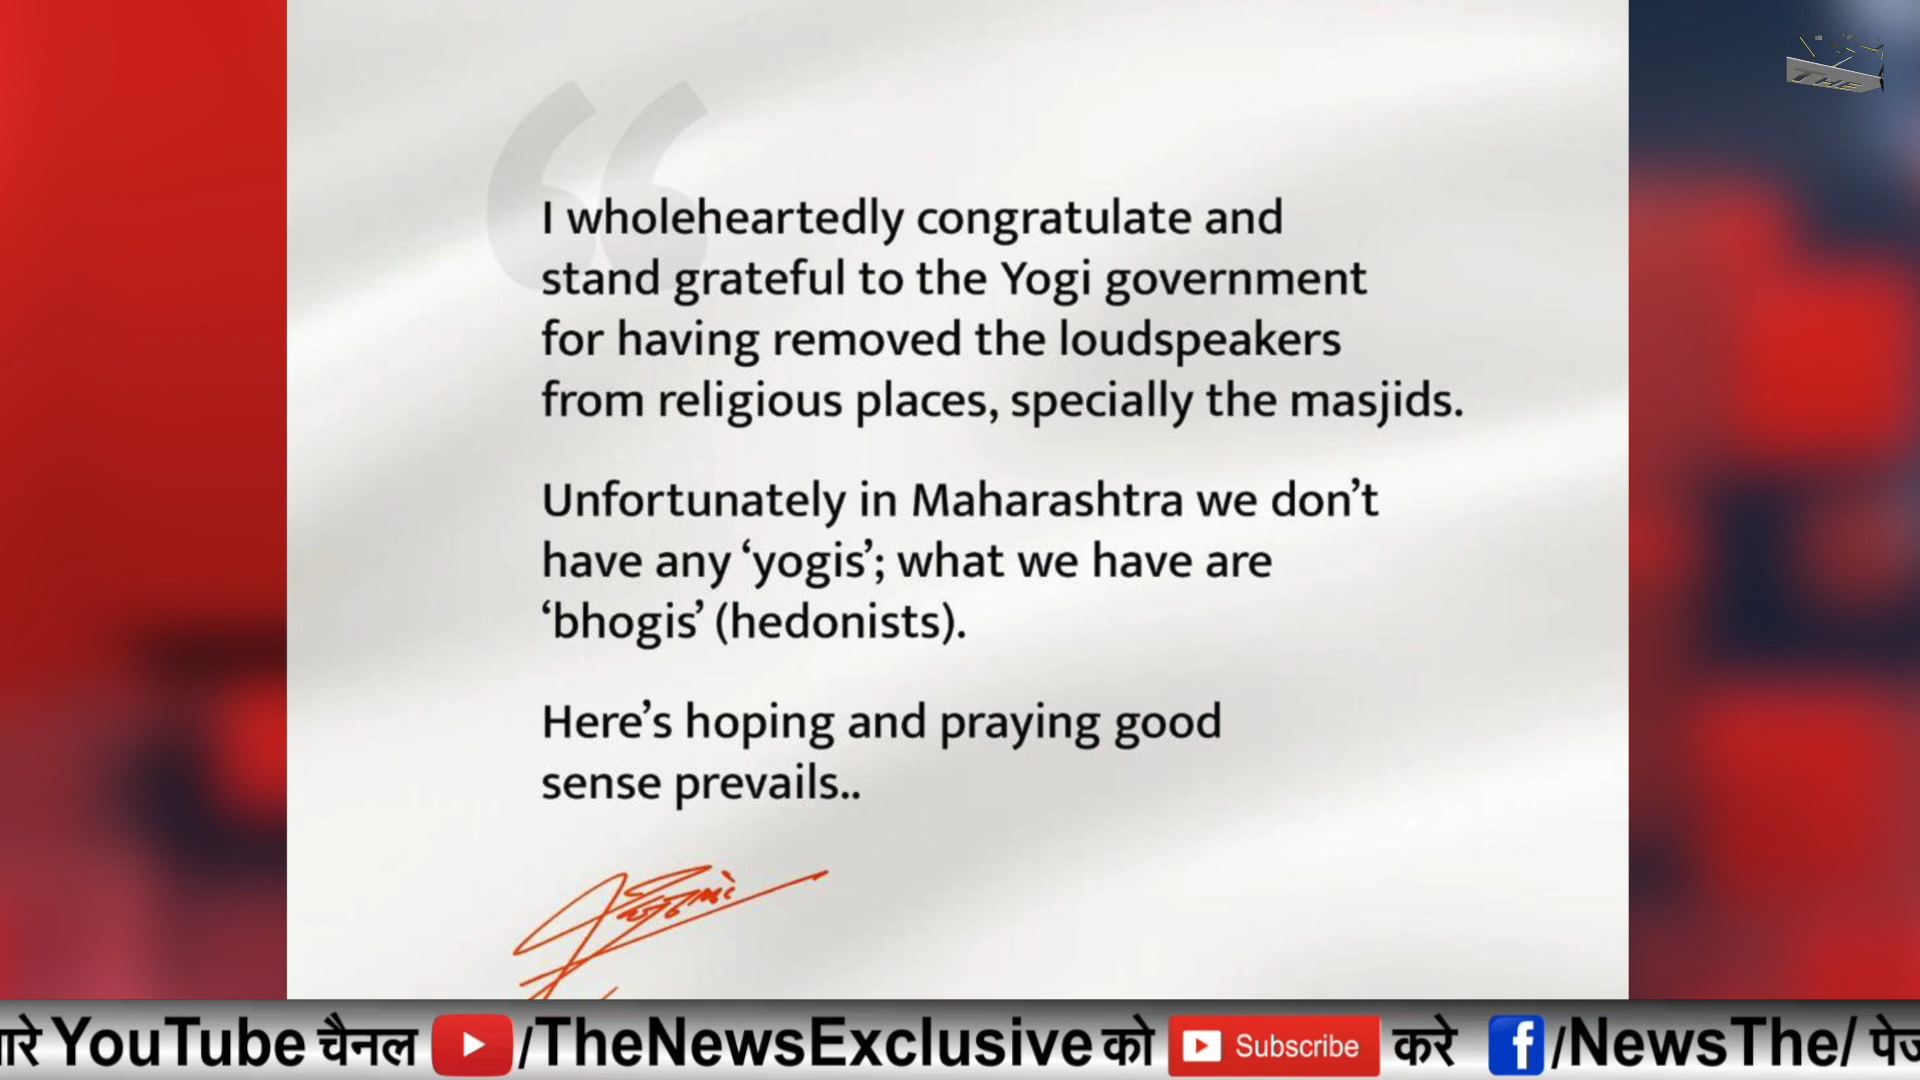 THE
I wholeheartedly congratulate and
stand grateful to the Yogi government
for having removed the loudspeakers
from religious places, specially the masjids.
Unfortunately in Maharashtra we don’t
have any ‘yogis’; what we have are
‘bhogis’ (hedonists).
Here’s hoping and praying good
sense prevails..
YouTube चैनल /TheNewsExclusive को Subscribe करे /NewsThe/